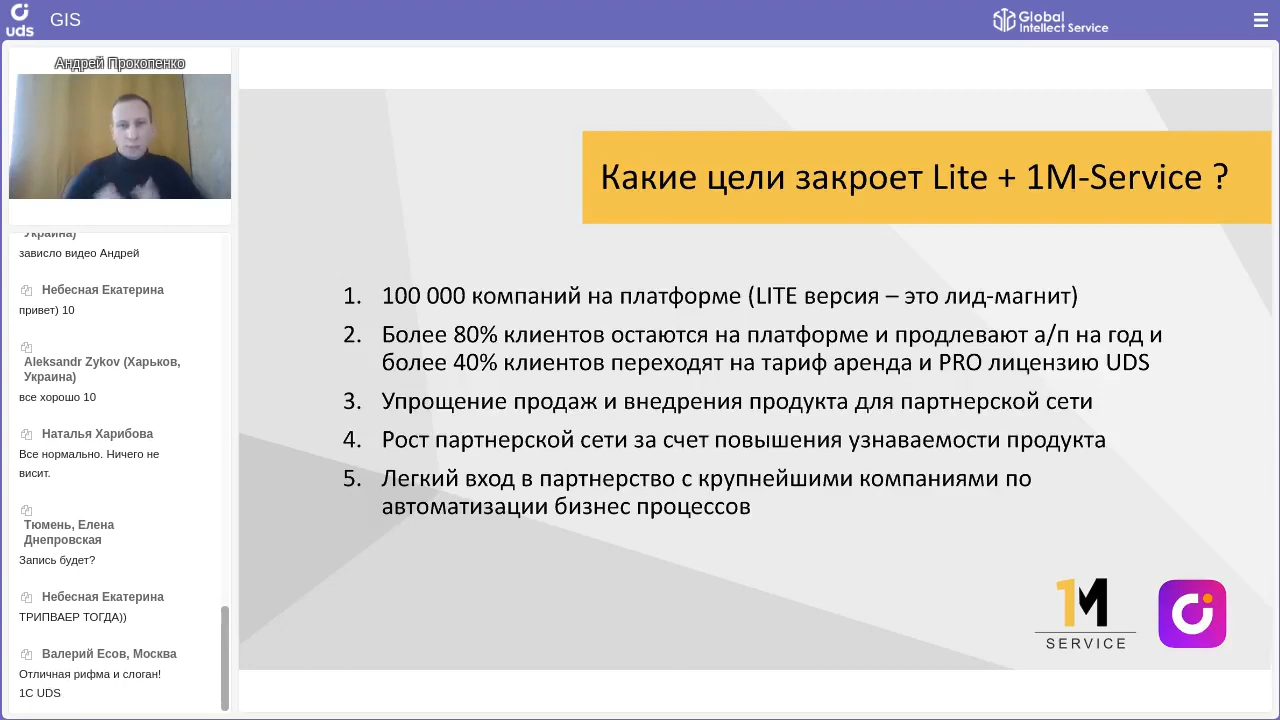 uds
GIS
Global
Intellect Service
Андрей Прокопенко
Украина)
зависло видео Андрей
Небесная Екатерина
привет) 10
Aleksandr Zykov (Харьков,
Украина)
все хорошо 10
Наталья Харибова
Все нормально. Ничего не
висит.
Тюмень, Елена
Днепровская
Запись будет?
Небесная Екатерина
ТРИПВАЕР ТОГДА))
Валерий Есов, Москва
Отличная рифма и слоган!
1С UDS
Какие цели закроет Lite + 1M-Service ?
1. 100 000 компаний на платформе (LITE версия – это лид-магнит)
2. Более 80% клиентов остаются на платформе и продлевают а/п на год и
более 40% клиентов переходят на тариф аренда и PRO лицензию UDS
3. Упрощение продаж и внедрения продукта для партнерской сети
4. Рост партнерской сети за счет повышения узнаваемости продукта
5. Легкий вход в партнерство с крупнейшими компаниями по
автоматизации бизнес процессов
1M
SERVICE